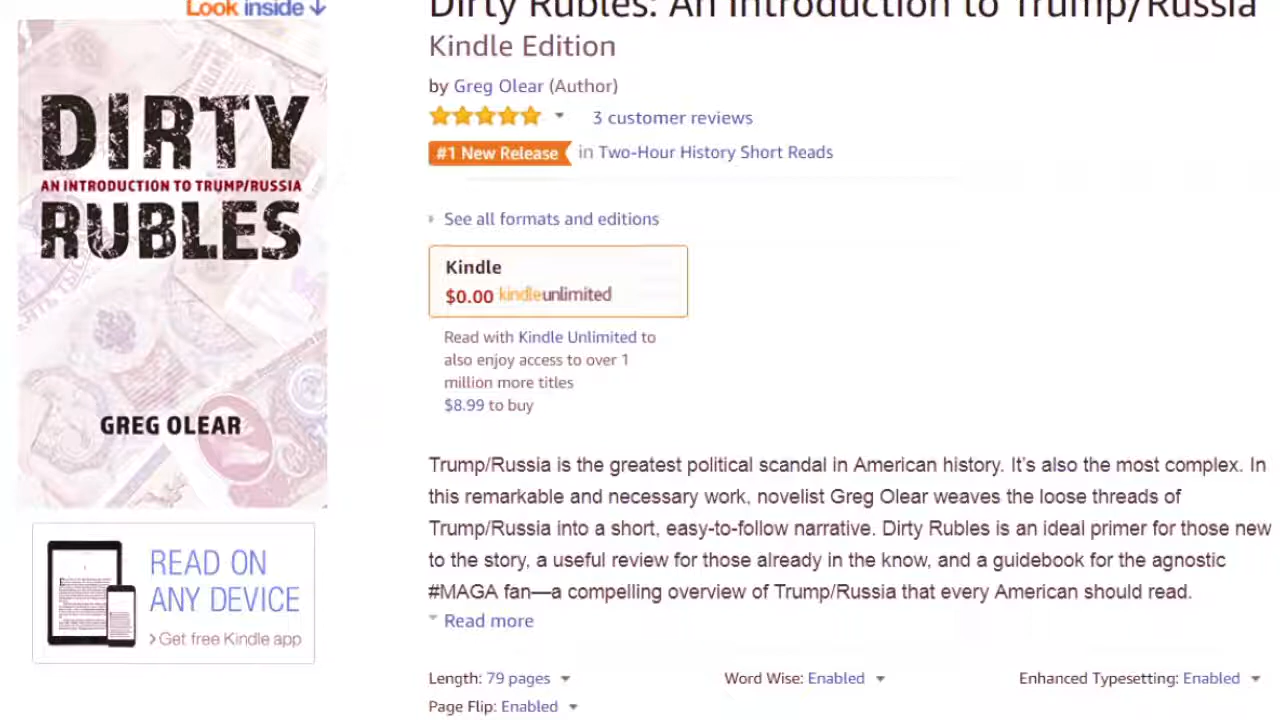 Look inside ↓
Dirty Rubles: An Introduction to Trump/Russia
Kindle Edition
by Greg Olear (Author)
3 customer reviews
#1 New Release in Two-Hour History Short Reads
See all formats and editions
Kindle
$0.00 kindleunlimited
Read with Kindle Unlimited to
also enjoy access to over 1
million more titles
$8.99 to buy
Trump/Russia is the greatest political scandal in American history. It's also the most complex. In
this remarkable and necessary work, novelist Greg Olear weaves the loose threads of
Trump/Russia into a short, easy-to-follow narrative. Dirty Rubles is an ideal primer for those new
to the story, a useful review for those already in the know, and a guidebook for the agnostic
#MAGA fan—a compelling overview of Trump/Russia that every American should read.
Read more
Length: 79 pages
Word Wise: Enabled
Enhanced Typesetting: Enabled
Page Flip: Enabled
DIRTY
AN INTRODUCTION TO TRUMP/RUSSIA
RUBLES
GREG OLEAR
READ ON
ANY DEVICE
›Get free Kindle app